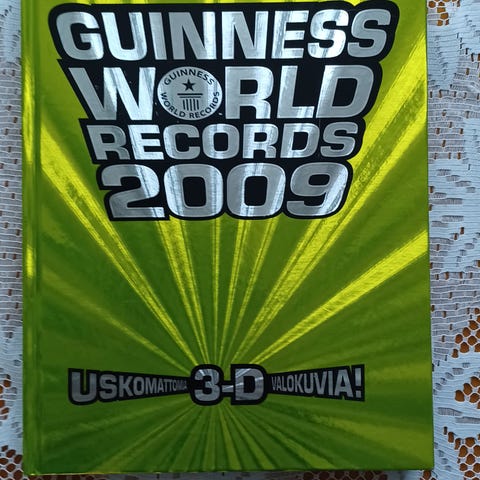 GUINNESS
WORLD
GUINNESS
WORLD RECORDS
RECORDS
2009
USKOMATTOMIA 3-D VALOKUVIA!